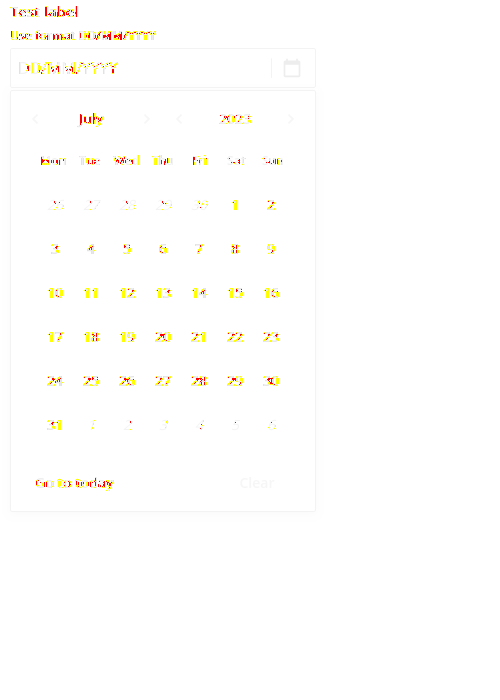 Test label
Use format DD/MM/YYYY
DD/MM/YYYY
July 2023
Mon Tue Wed Thu Fri Sat Sun
26 27 28 29 30 1 2
3 4 5 6 7 8 9
10 11 12 13 14 15 16
17 18 19 20 21 22 23
24 25 26 27 28 29 30
31 1 2 3 4 5 6
Go to today Clear